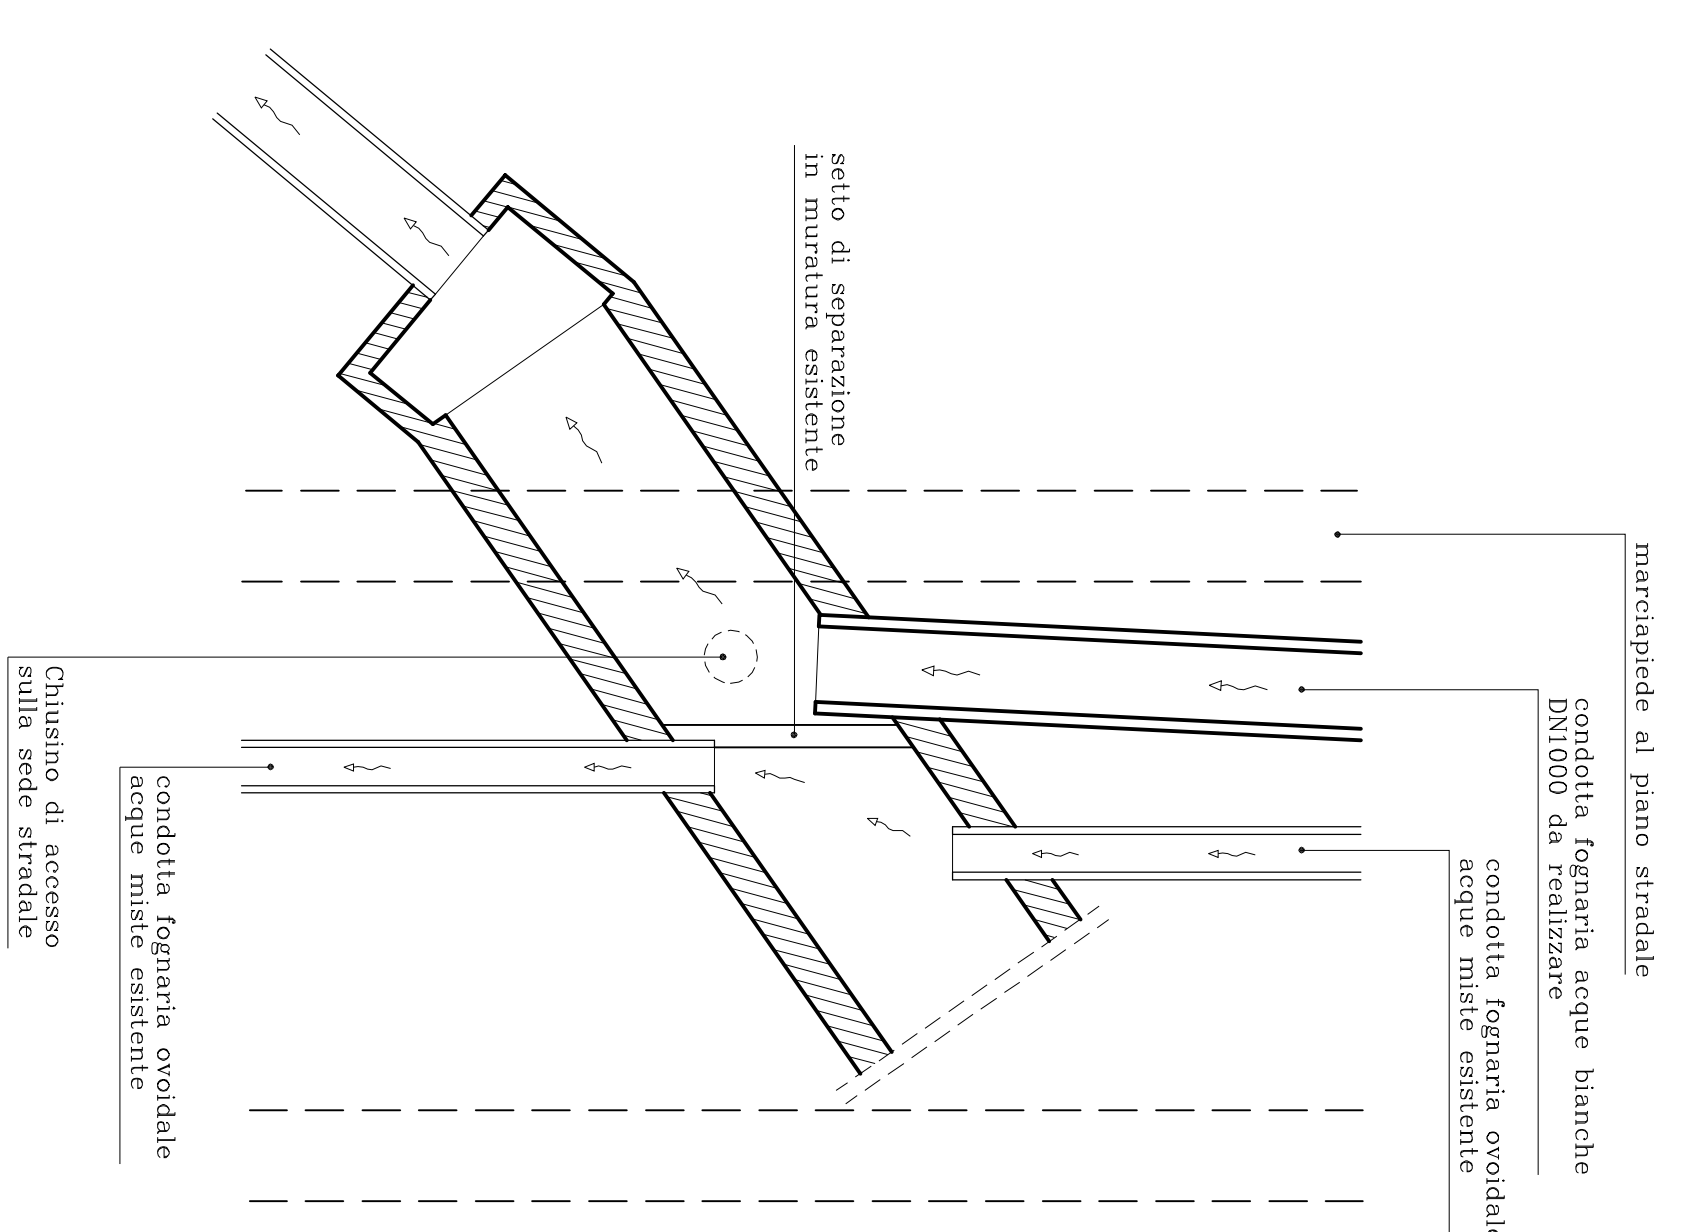 marciapiede al piano stradale
condotta fognaria acque bianche
DN1000 da realizzare
condotta fognaria ovoidale
acque miste esistente
setto di separazione
in muratura esistente
condotta fognaria ovoidale
acque miste esistente
Chiusino di accesso
sulla sede stradale